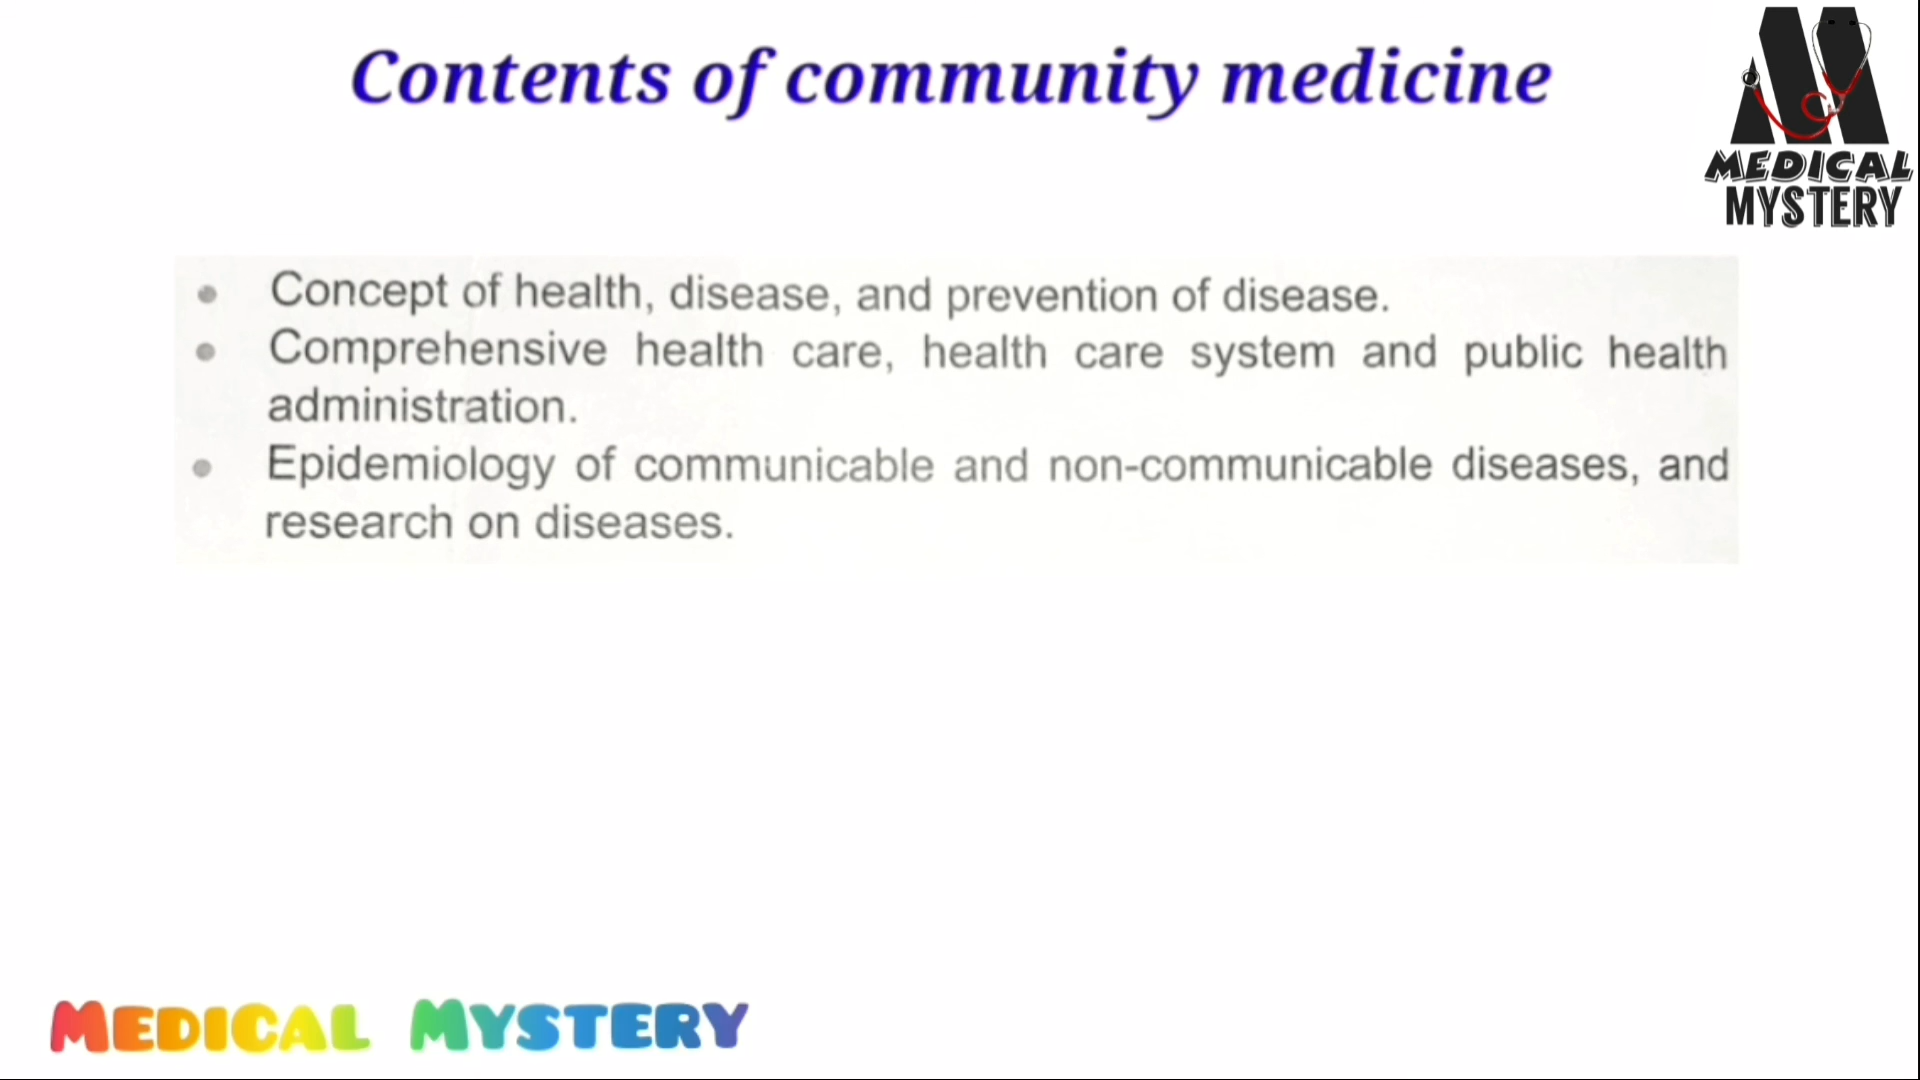 Contents of community medicine
MEDICAL
MYSTERY
• Concept of health, disease, and prevention of disease.
• Comprehensive health care, health care system and public health
administration.
• Epidemiology of communicable and non-communicable diseases, and
research on diseases.
MEDICAL MYSTERY